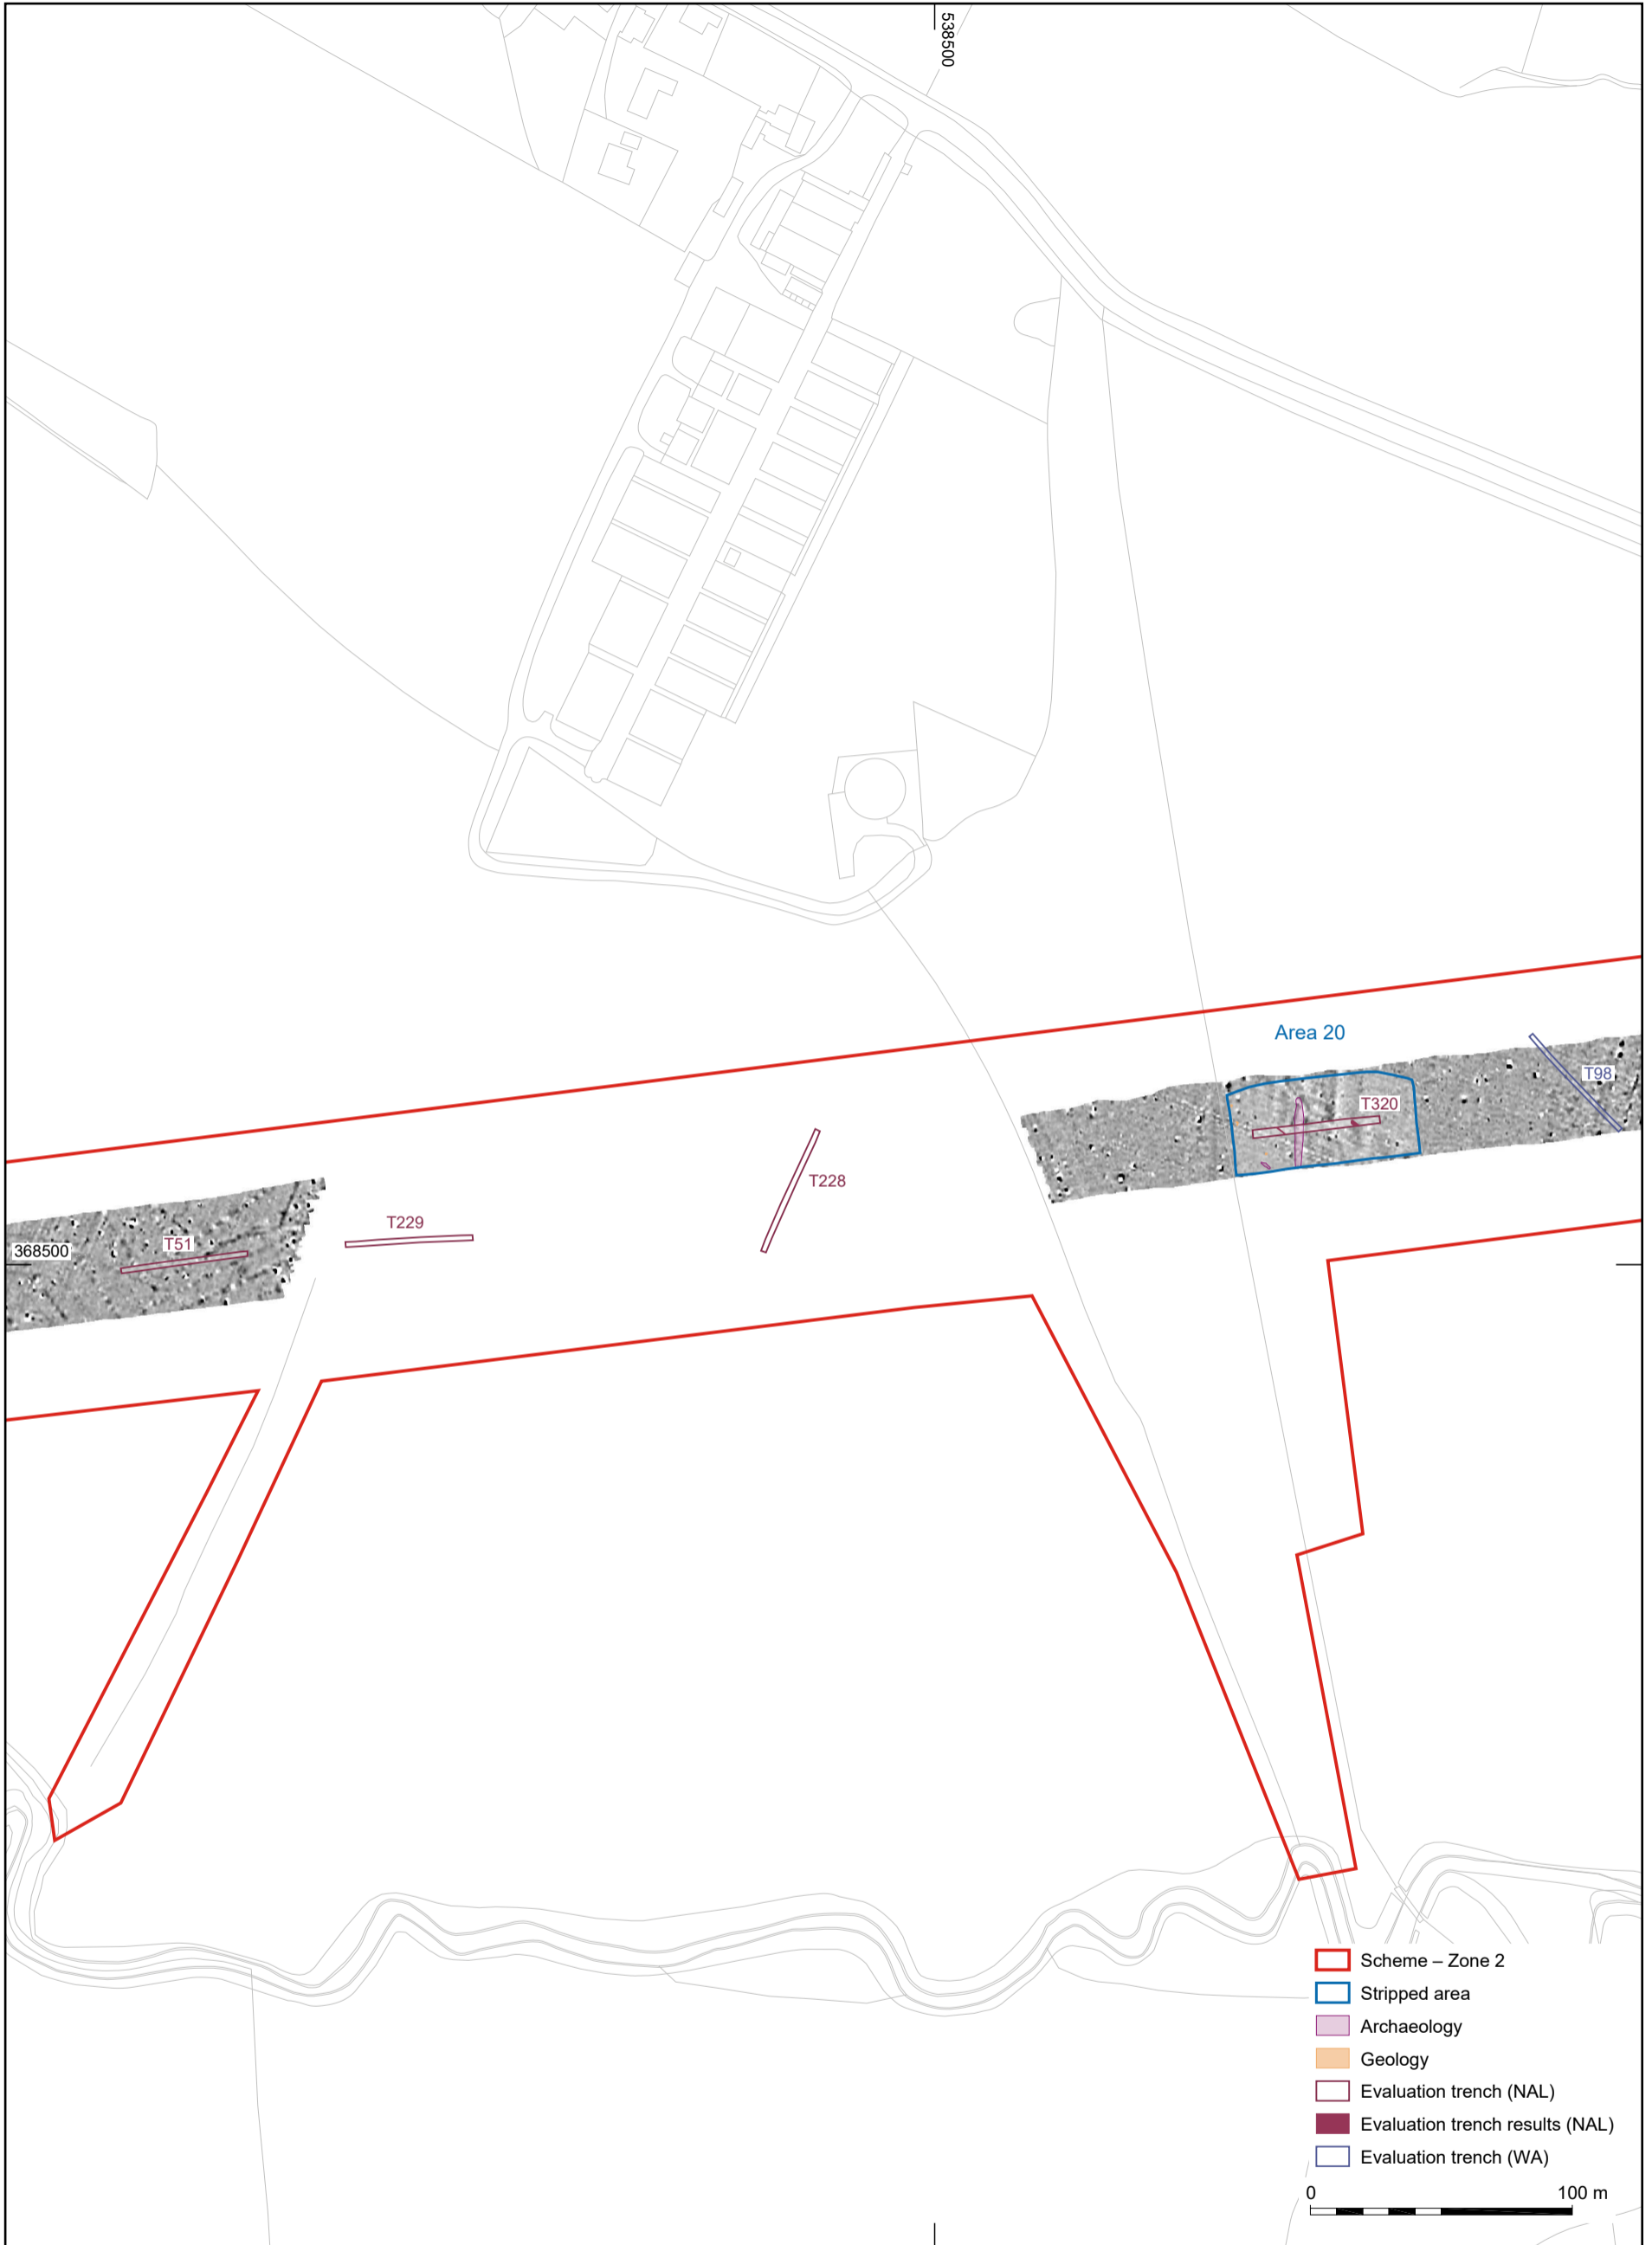 538500
Area 20
T98
T320
T228
T229
T51
368500
Scheme – Zone 2
Stripped area
Archaeology
Geology
Evaluation trench (NAL)
Evaluation trench results (NAL)
Evaluation trench (WA)
0 100 m